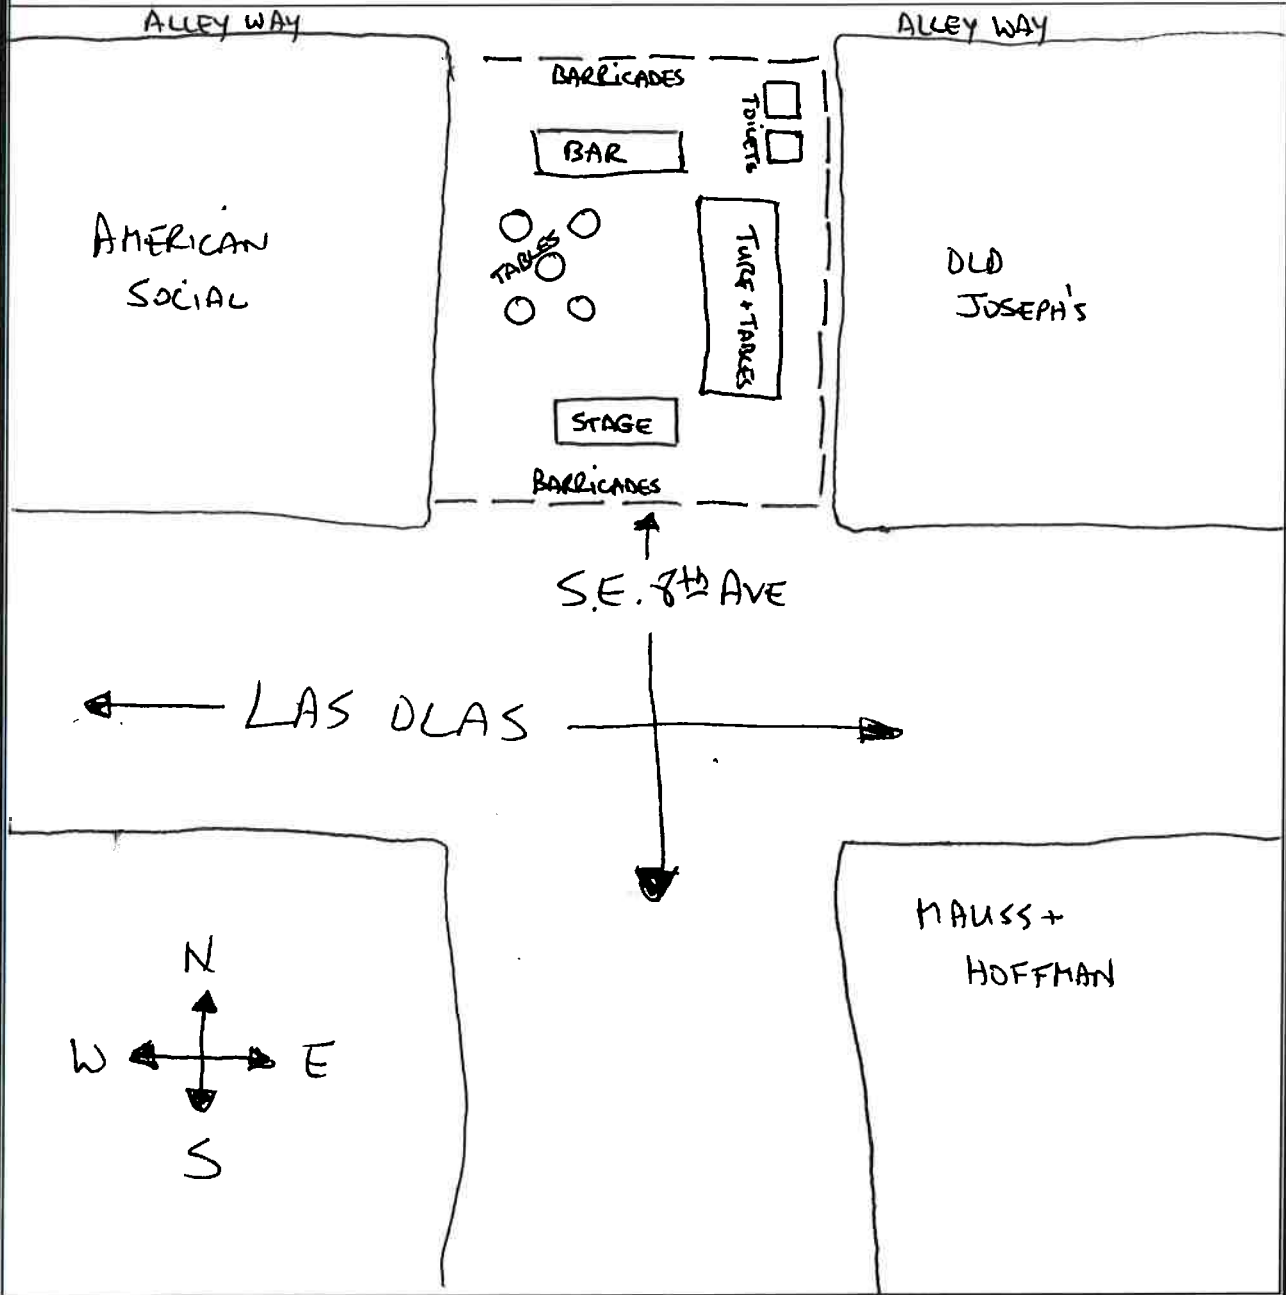 ALLEY WAY
ALLEY WAY
BARRICADES
TOILETS
BAR
AMERICAN
SOCIAL
TABLES
TURF + TABLES
OLD
JOSEPH'S
STAGE
BARRICADES
S.E. 8th AVE
LAS OLAS
MAUSS +
HOFFMAN
N
W
E
S